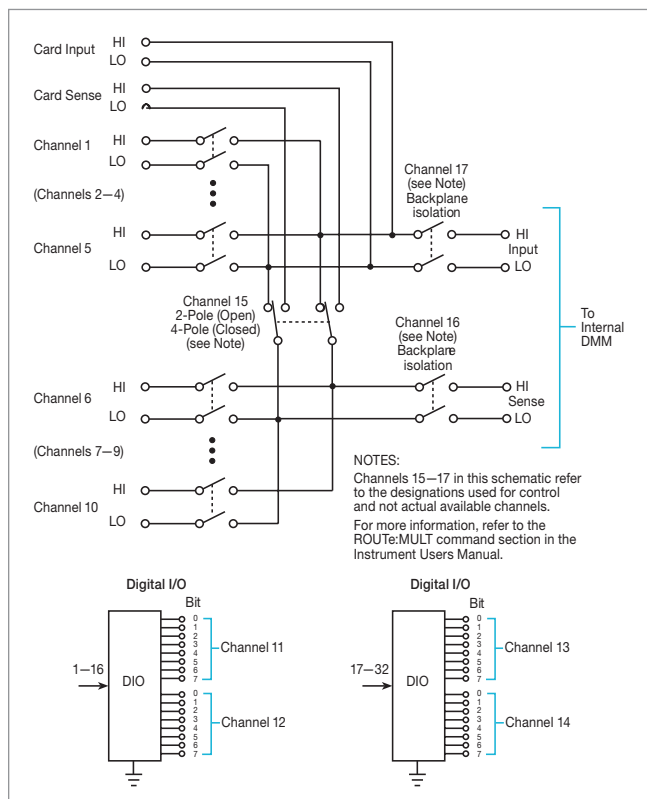 Card Input HI
LO
Card Sense HI
LO
Channel 1 HI
LO
(Channels 2–4)
Channel 5 HI
LO
Channel 17
(see Note)
Backplane
isolation
HI
Input
LO
Channel 15
2-Pole (Open)
4-Pole (Closed)
(see Note)
Channel 16
(see Note)
Backplane
isolation
To
Internal
DMM
Channel 6 HI
LO
HI
Sense
LO
(Channels 7–9)
Channel 10 HI
LO
NOTES:
Channels 15–17 in this schematic refer
to the designations used for control
and not actual available channels.
For more information, refer to the
ROUTe:MULT command section in the
Instrument Users Manual.
Digital I/O
Bit
1–16
DIO
0
1
2
3
4
5
6
7
Channel 11
0
1
2
3
4
5
6
7
Channel 12
Digital I/O
Bit
17–32
DIO
0
1
2
3
4
5
6
7
Channel 13
0
1
2
3
4
5
6
7
Channel 14